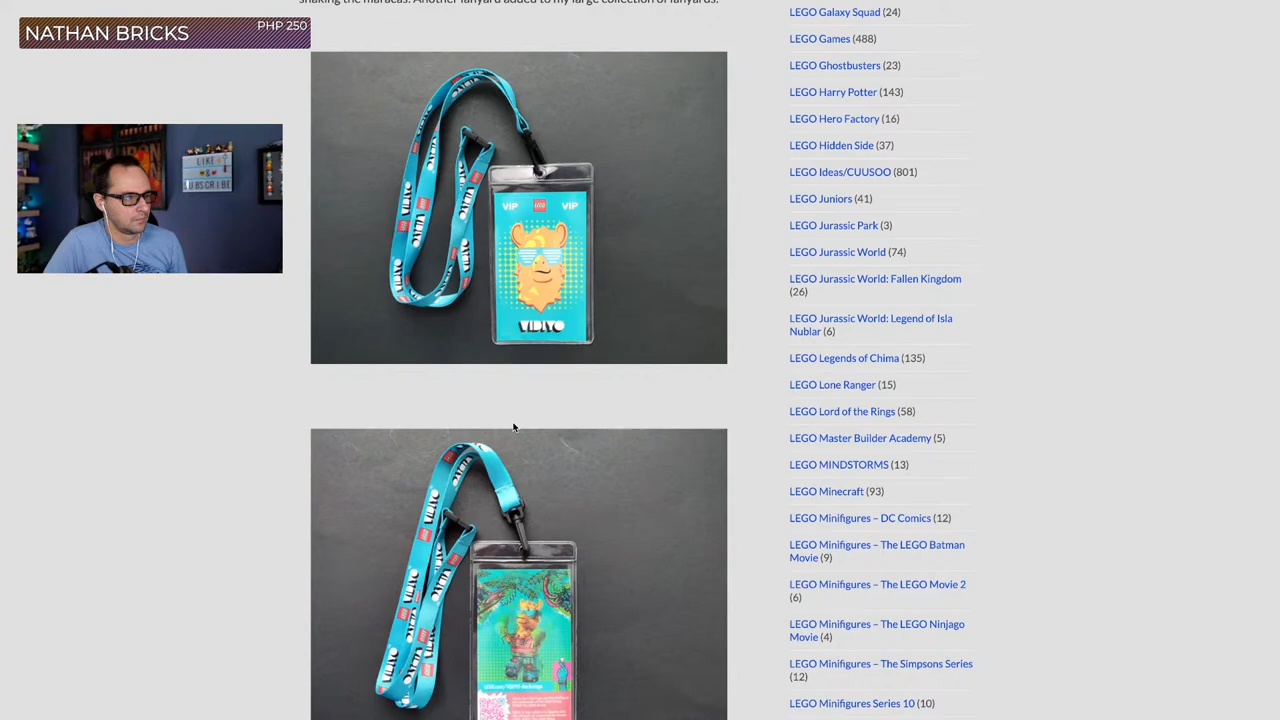 shaking the maracas. Another lanyard added to my large collection of lanyards.
NATHAN BRICKS
PHP 250
LIKE
&
SUBSCRIBE
VIP
LEGO
VIP
VIDIYO
LEGO Galaxy Squad (24)
LEGO Games (488)
LEGO Ghostbusters (23)
LEGO Harry Potter (143)
LEGO Hero Factory (16)
LEGO Hidden Side (37)
LEGO Ideas/CUUSOO (801)
LEGO Juniors (41)
LEGO Jurassic Park (3)
LEGO Jurassic World (74)
LEGO Jurassic World: Fallen Kingdom
(26)
LEGO Jurassic World: Legend of Isla
Nublar (6)
LEGO Legends of Chima (135)
LEGO Lone Ranger (15)
LEGO Lord of the Rings (58)
LEGO Master Builder Academy (5)
LEGO MINDSTORMS (13)
LEGO Minecraft (93)
LEGO Minifigures – DC Comics (12)
LEGO Minifigures – The LEGO Batman
Movie (9)
LEGO Minifigures – The LEGO Movie 2
(6)
LEGO Minifigures – The LEGO Ninjago
Movie (4)
LEGO Minifigures – The Simpsons Series
(12)
LEGO Minifigures Series 10 (10)